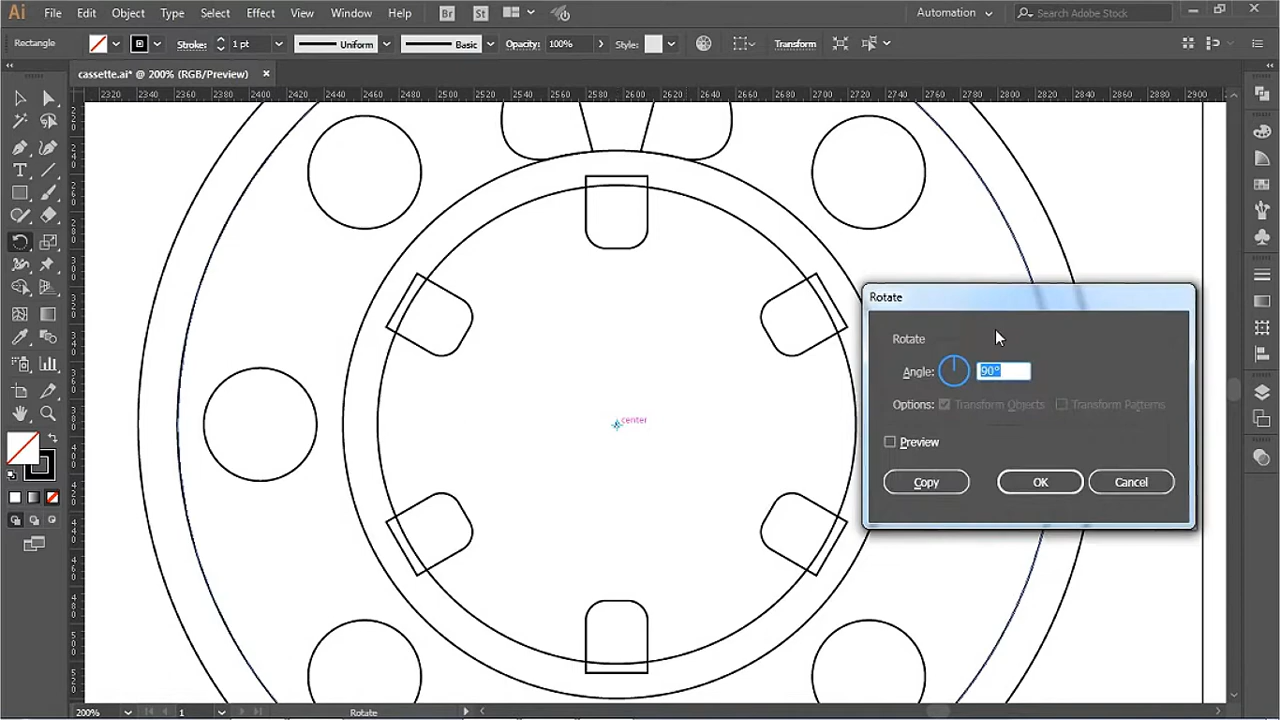 Ai File Edit Object Type Select Effect View Window Help Br St Automation Search Adobe Stock
Rectangle Stroke: 1 pt Uniform Basic Opacity: 100% Style: Transform
cassette.ai* @ 200% (RGB/Preview) ×
2320 2340 2360 2380 2400 2420 2440 2460 2480 2500 2520 2540 2560 2580 2600 2620 2640 2660 2680 2700 2720 2740 2760 2780 2800 2820 2840 2860 2880 2900
Rotate
Rotate
Angle: 90°
Options: Transform Objects Transform Patterns
center
Preview
Copy OK Cancel
200% 1 Rotate